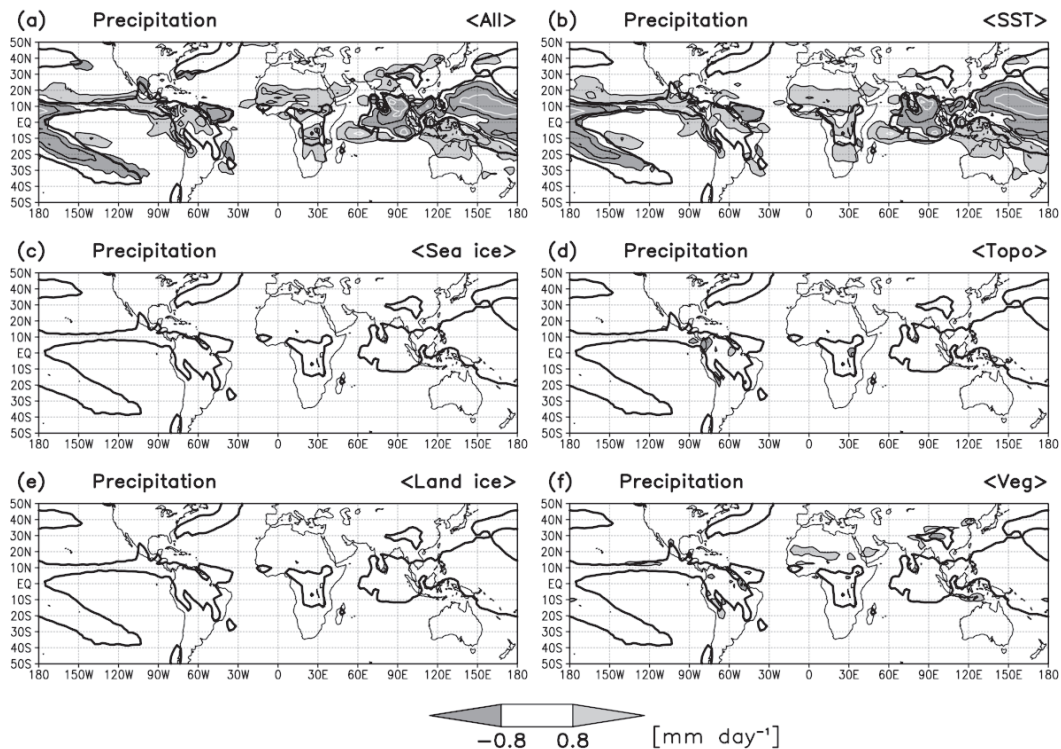 (a) Precipitation <All>
50N
40N
30N
20N
10N
EQ
10S
20S
30S
40S
50S
180 150W 120W 90W 60W 30W 0 30E 60E 90E 120E 150E 180
(b) Precipitation <SST>
50N
40N
30N
20N
10N
EQ
10S
20S
30S
40S
50S
180 150W 120W 90W 60W 30W 0 30E 60E 90E 120E 150E 180
(c) Precipitation <Sea ice>
50N
40N
30N
20N
10N
EQ
10S
20S
30S
40S
50S
180 150W 120W 90W 60W 30W 0 30E 60E 90E 120E 150E 180
(d) Precipitation <Topo>
50N
40N
30N
20N
10N
EQ
10S
20S
30S
40S
50S
180 150W 120W 90W 60W 30W 0 30E 60E 90E 120E 150E 180
(e) Precipitation <Land ice>
50N
40N
30N
20N
10N
EQ
10S
20S
30S
40S
50S
180 150W 120W 90W 60W 30W 0 30E 60E 90E 120E 150E 180
(f) Precipitation <Veg>
50N
40N
30N
20N
10N
EQ
10S
20S
30S
40S
50S
180 150W 120W 90W 60W 30W 0 30E 60E 90E 120E 150E 180
−0.8 0.8 [mm day⁻¹]